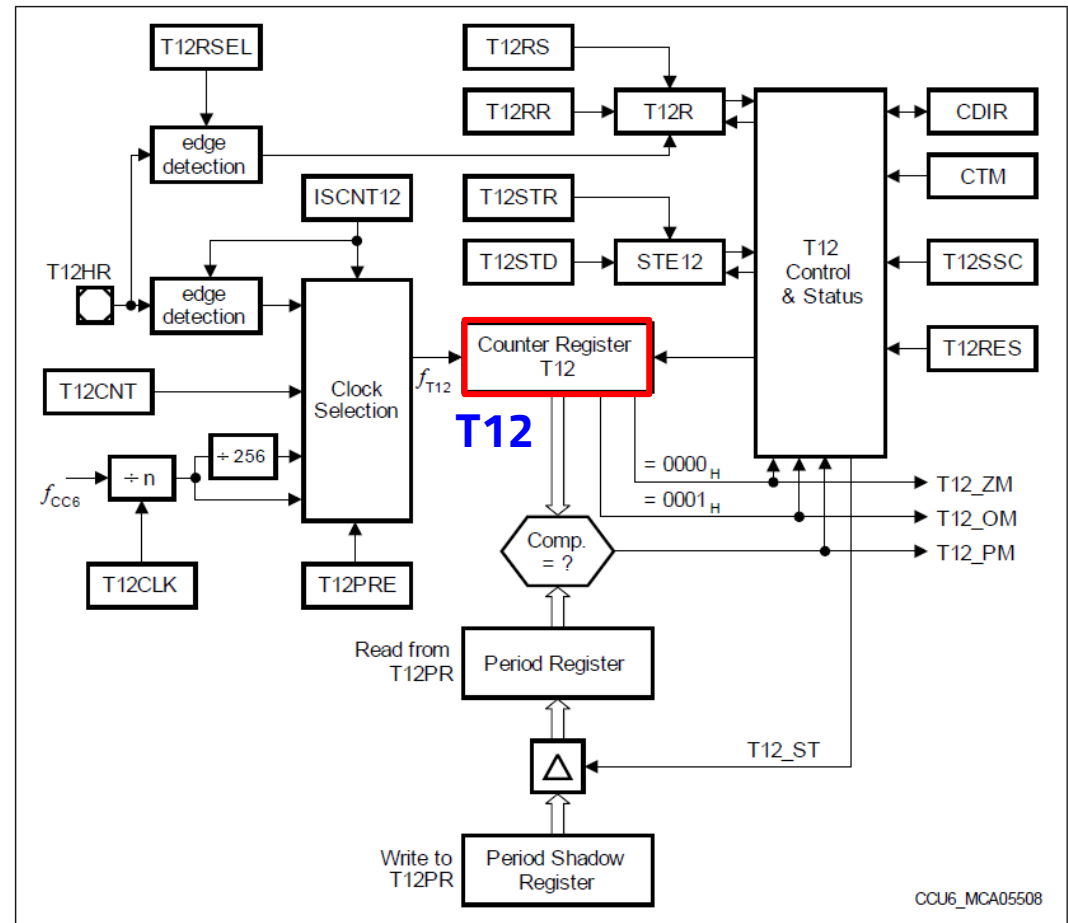 T12RSEL
T12RS
T12RR
T12R
CDIR
edge
detection
CTM
ISCNT12
T12STR
T12
Control
& Status
T12HR
T12STD
STE12
T12SSC
edge
detection
Counter Register
T12
T12RES
fT12
T12CNT
Clock
Selection
T12
÷ 256
= 0000H
fCC6
÷ n
T12_ZM
= 0001H
T12_OM
Comp.
= ?
T12_PM
T12CLK
T12PRE
Read from
T12PR
Period Register
T12_ST
△
Write to
T12PR
Period Shadow
Register
CCU6_MCA05508